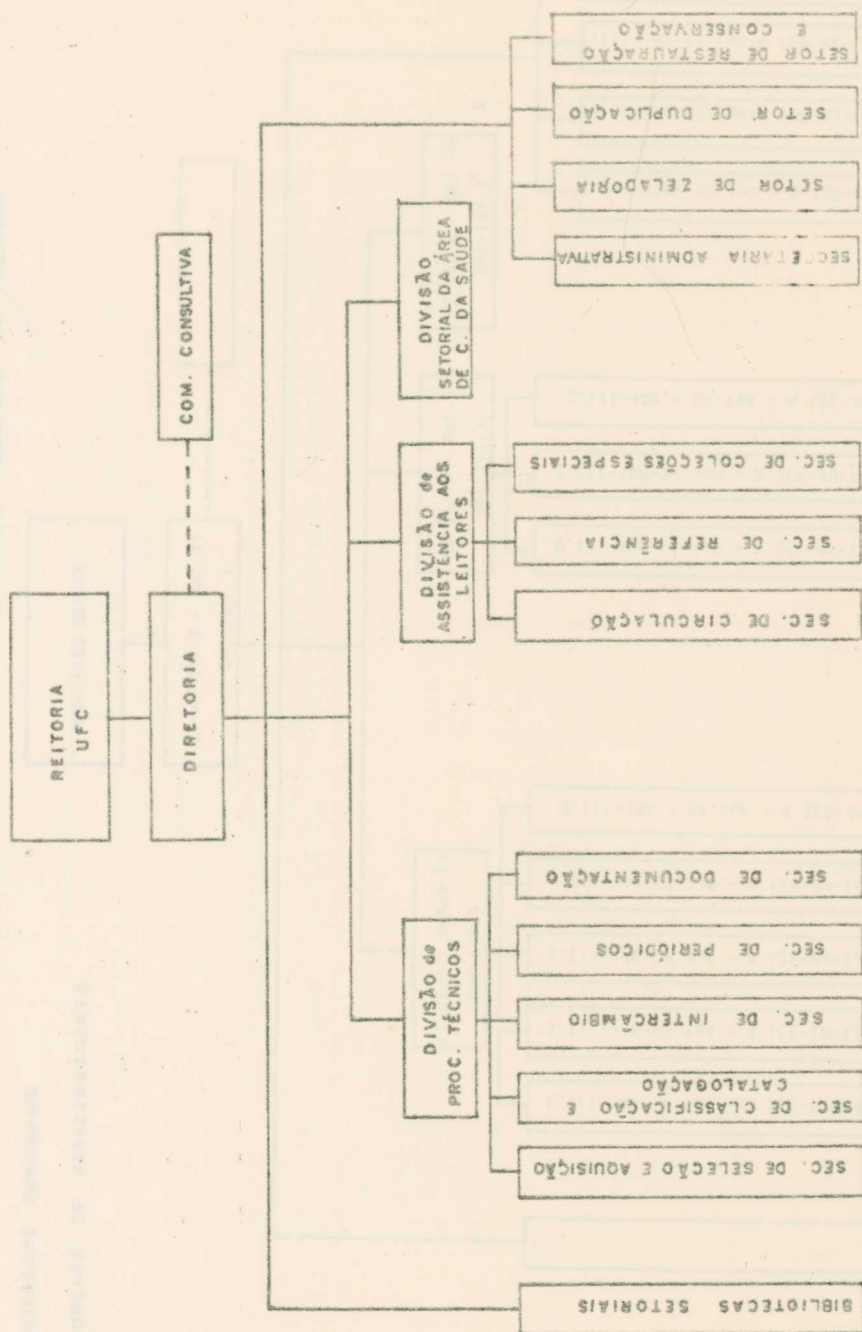 REITORIA
UFC
DIRETORIA
COM. CONSULTIVA
DIVISÃO de
PROC. TÉCNICOS
DIVISÃO de
ASSISTÊNCIA AOS
LEITORES
DIVISÃO
SETORIAL DA ÁREA
DE C. DA SAUDE
BIBLIOTECAS SETORIAIS
SEC. DE SELEÇÃO E AQUISIÇÃO
SEC. DE CLASSIFICAÇÃO E
CATALOGAÇÃO
SEC. DE INTERCÂMBIO
SEC. DE PERIÓDICOS
SEC. DE DOCUMENTAÇÃO
SEC. DE CIRCULAÇÃO
SEC. DE REFERÊNCIA
SEC. DE COLEÇÕES ESPECIAIS
SECRETARIA ADMINISTRATIVA
SETOR DE ZELADORIA
SETOR DE DUPLICAÇÃO
SETOR DE RESTAURAÇÃO
E CONSERVAÇÃO